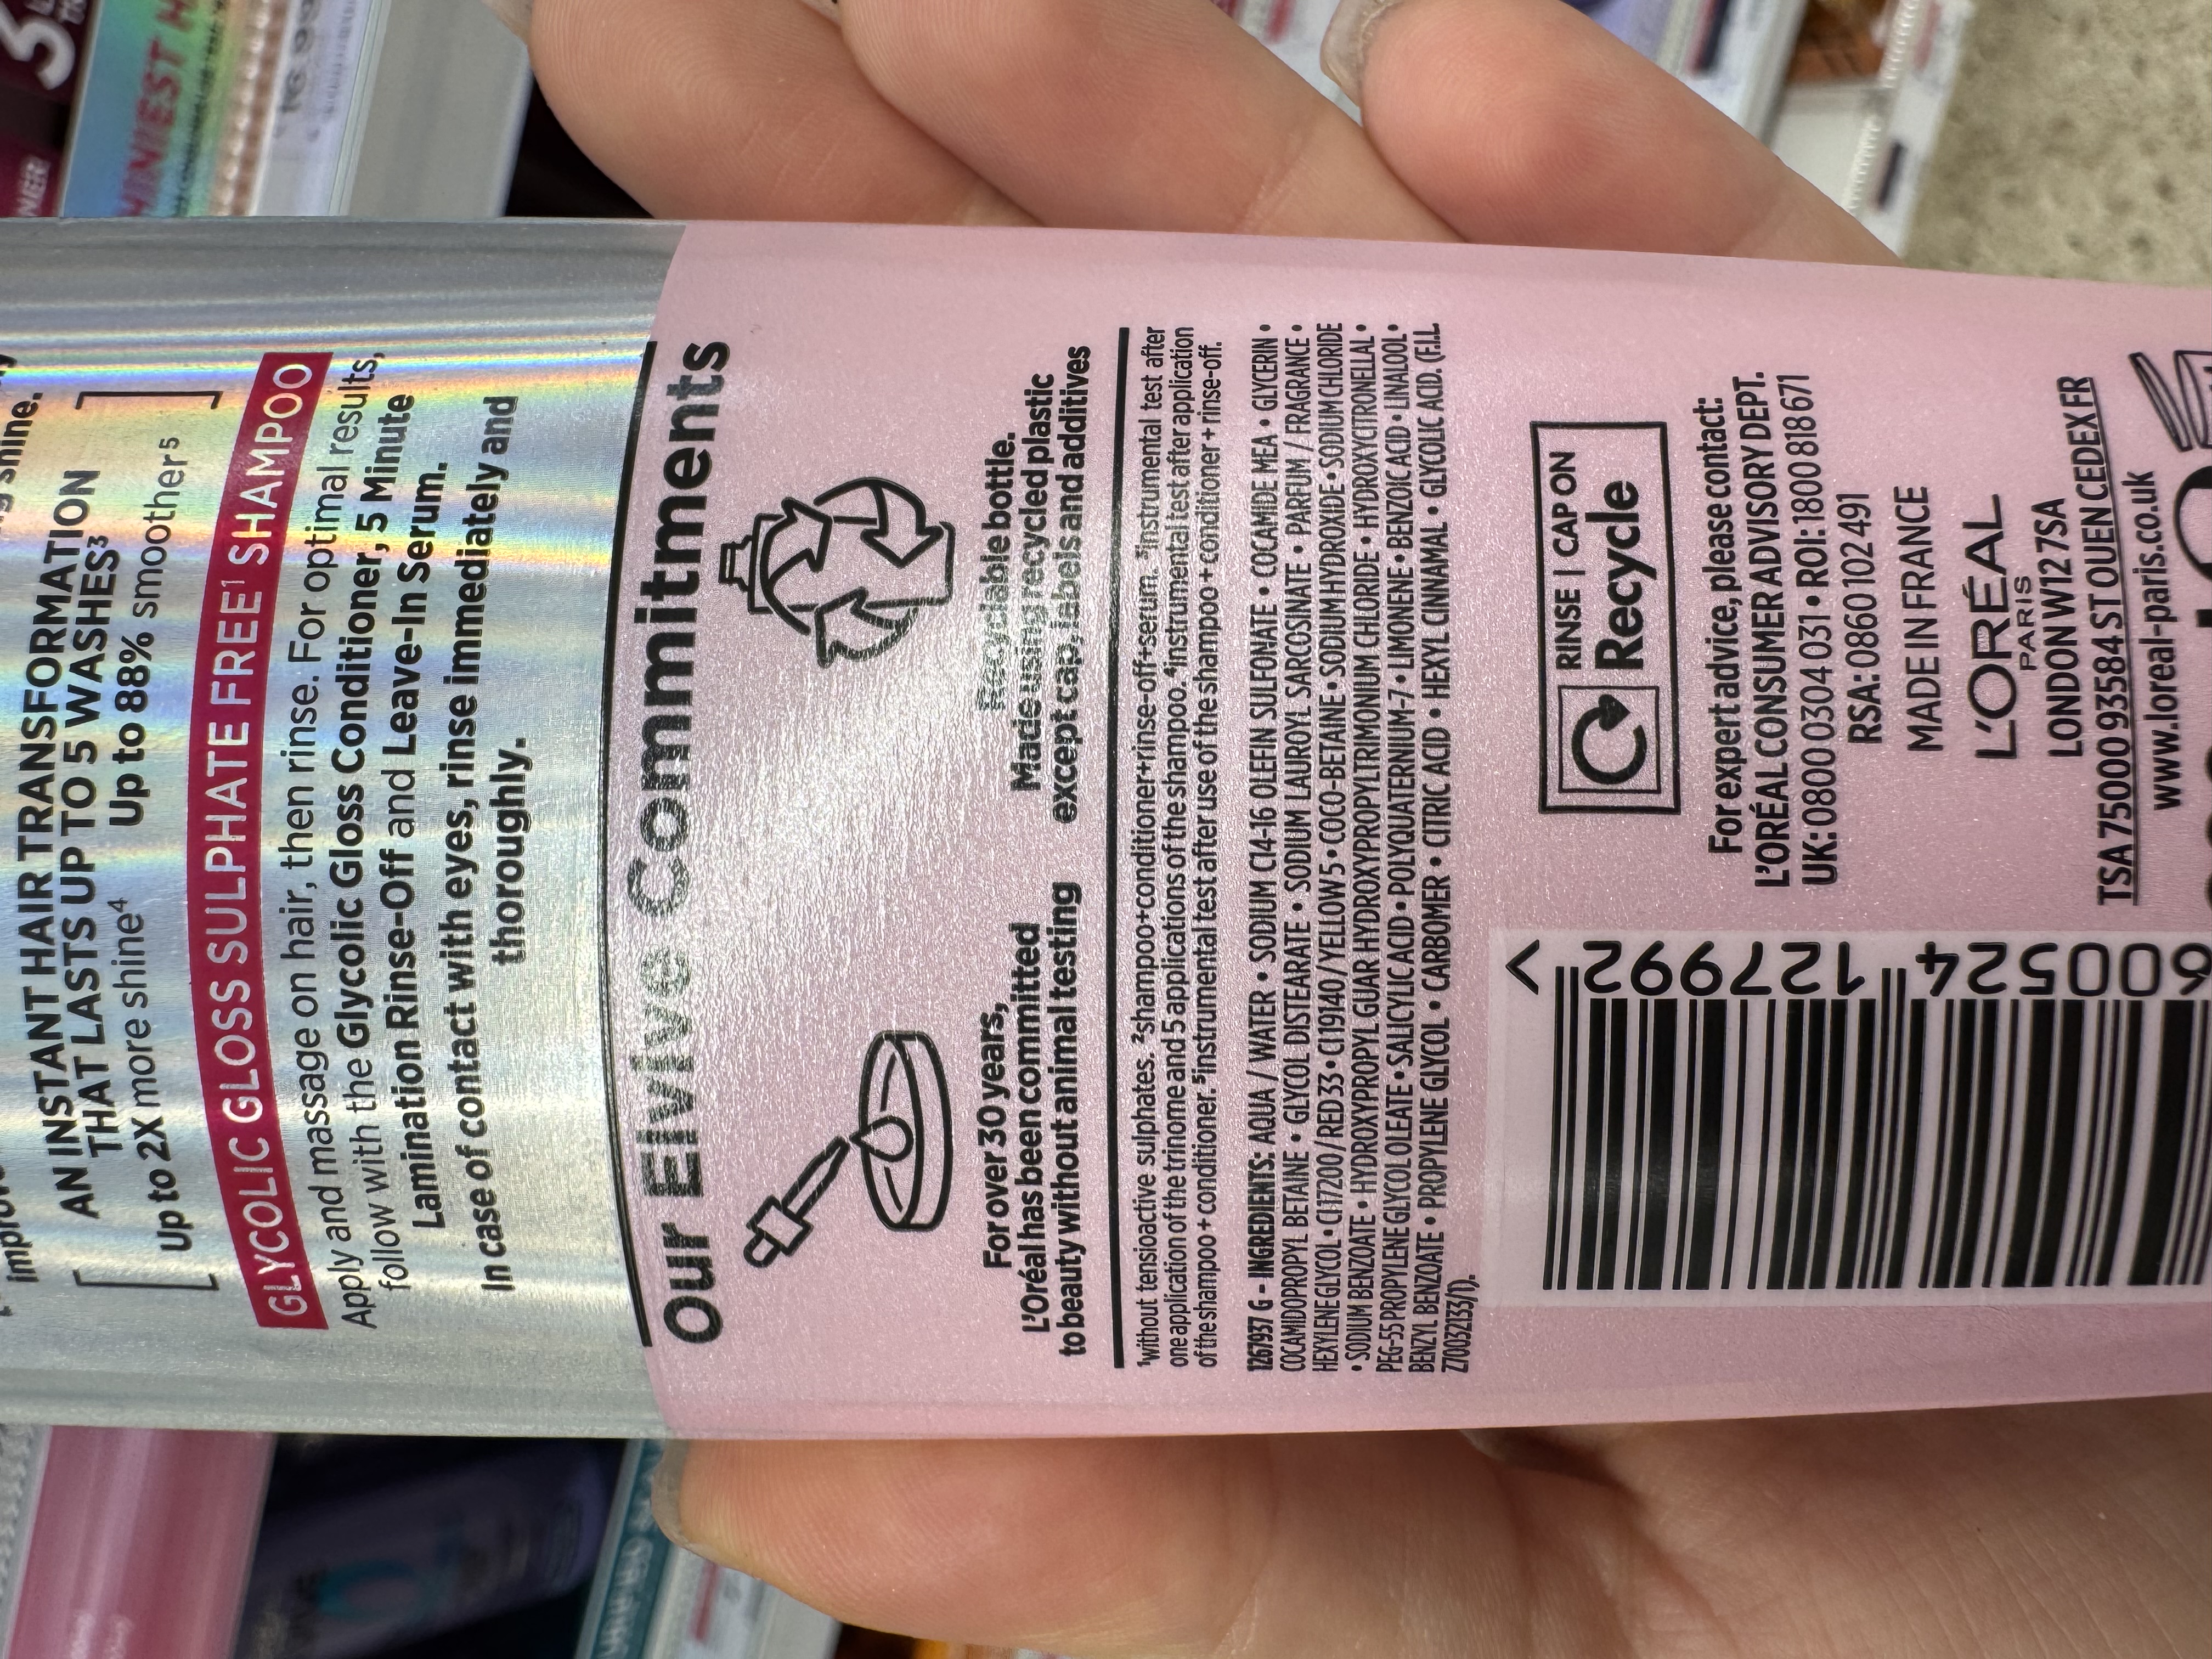 shine.
improve
AN INSTANT HAIR TRANSFORMATION
THAT LASTS UP TO 5 WASHES³
Up to 2X more shine⁴ Up to 88% smoother⁵
GLYCOLIC GLOSS SULPHATE FREE¹ SHAMPOO
Apply and massage on hair, then rinse. For optimal results,
follow with the Glycolic Gloss Conditioner, 5 Minute
Lamination Rinse-Off and Leave-In Serum.
In case of contact with eyes, rinse immediately and
thoroughly.
Our Elvive Commitments
For over 30 years,
L'Oréal has been committed
to beauty without animal testing
Recyclable bottle.
Made using recycled plastic
except cap, labels and additives
¹without tensioactive sulphates. ²shampoo+conditioner+rinse-off+serum. ³Instrumental test after
one application of the trinome and 5 applications of the shampoo. ⁴Instrumental test after application
of the shampoo + conditioner. ⁵Instrumental test after use of the shampoo + conditioner + rinse-off.
1267937 G - INGREDIENTS: AQUA / WATER • SODIUM C14-16 OLEFIN SULFONATE • COCAMIDE MEA • GLYCERIN •
COCAMIDOPROPYL BETAINE • GLYCOL DISTEARATE • SODIUM LAUROYL SARCOSINATE • PARFUM / FRAGRANCE •
HEXYLENE GLYCOL • CI 17200 / RED 33 • CI 19140 / YELLOW 5 • COCO-BETAINE • SODIUM HYDROXIDE • SODIUM CHLORIDE
• SODIUM BENZOATE • HYDROXYPROPYL GUAR HYDROXYPROPYLTRIMONIUM CHLORIDE • HYDROXYCITRONELLAL •
PEG-55 PROPYLENE GLYCOL OLEATE • SALICYLIC ACID • POLYQUATERNIUM-7 • LIMONENE • BENZOIC ACID • LINALOOL •
BENZYL BENZOATE • PROPYLENE GLYCOL • CARBOMER • CITRIC ACID • HEXYL CINNAMAL • GLYCOLIC ACID. (F.I.L.
Z70032133/1).
RINSE | CAP ON
Recycle
For expert advice, please contact:
L'ORÉAL CONSUMER ADVISORY DEPT.
UK: 0800 0304 031 • ROI: 1800 818 671
RSA: 0860 102 491
MADE IN FRANCE
L'ORÉAL
PARIS
LONDON W12 7SA
TSA 75000 93584 ST OUEN CEDEX FR
www.loreal-paris.co.uk
600524 127992 >